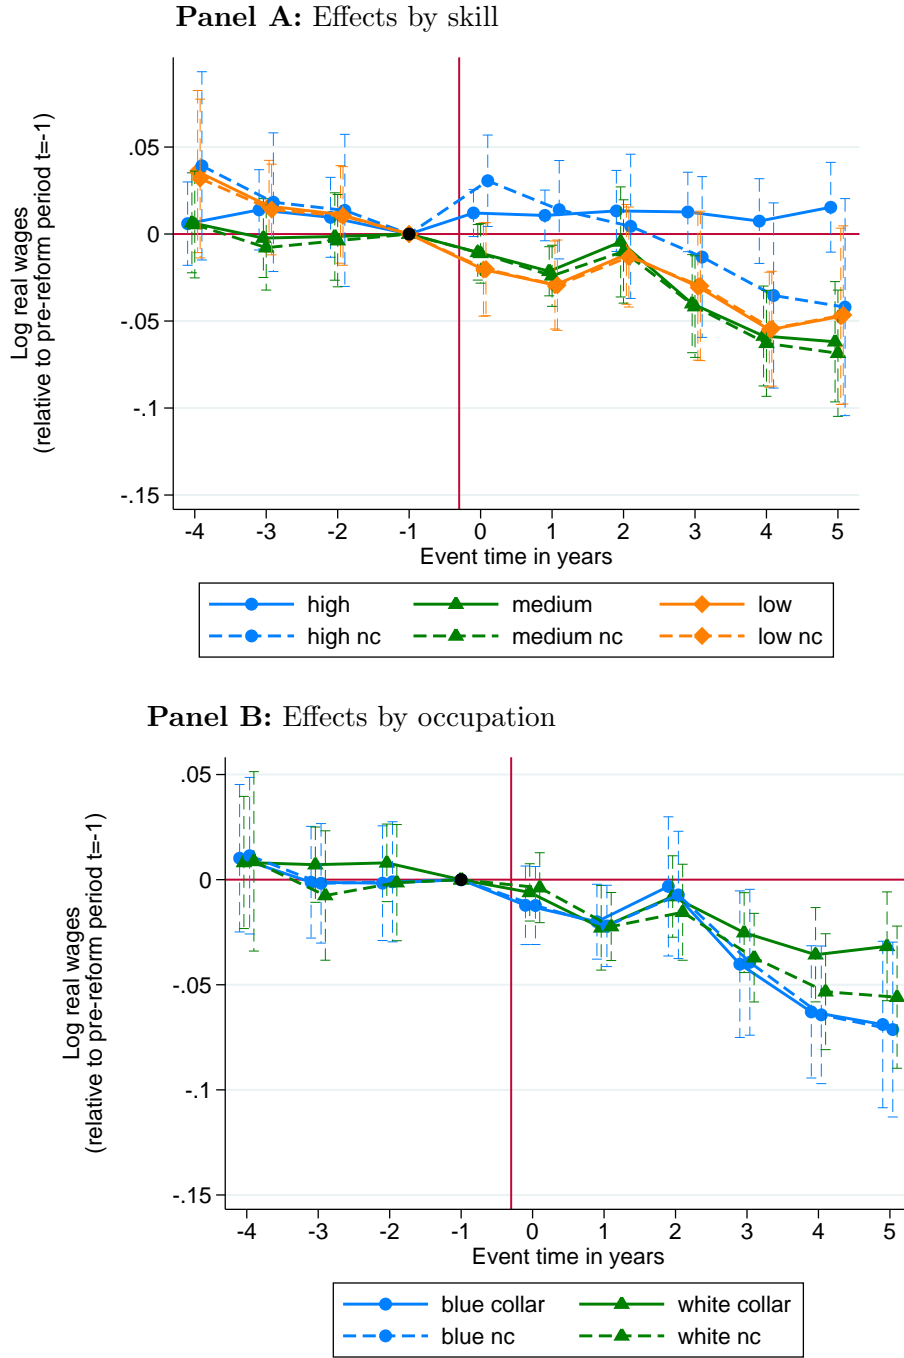 Panel A: Effects by skill
Log real wages
(relative to pre-reform period t=-1)
.05
0
-.05
-.1
-.15
-4 -3 -2 -1 0 1 2 3 4 5
Event time in years
high medium low
high nc medium nc low nc
Panel B: Effects by occupation
Log real wages
(relative to pre-reform period t=-1)
.05
0
-.05
-.1
-.15
-4 -3 -2 -1 0 1 2 3 4 5
Event time in years
blue collar white collar
blue nc white nc